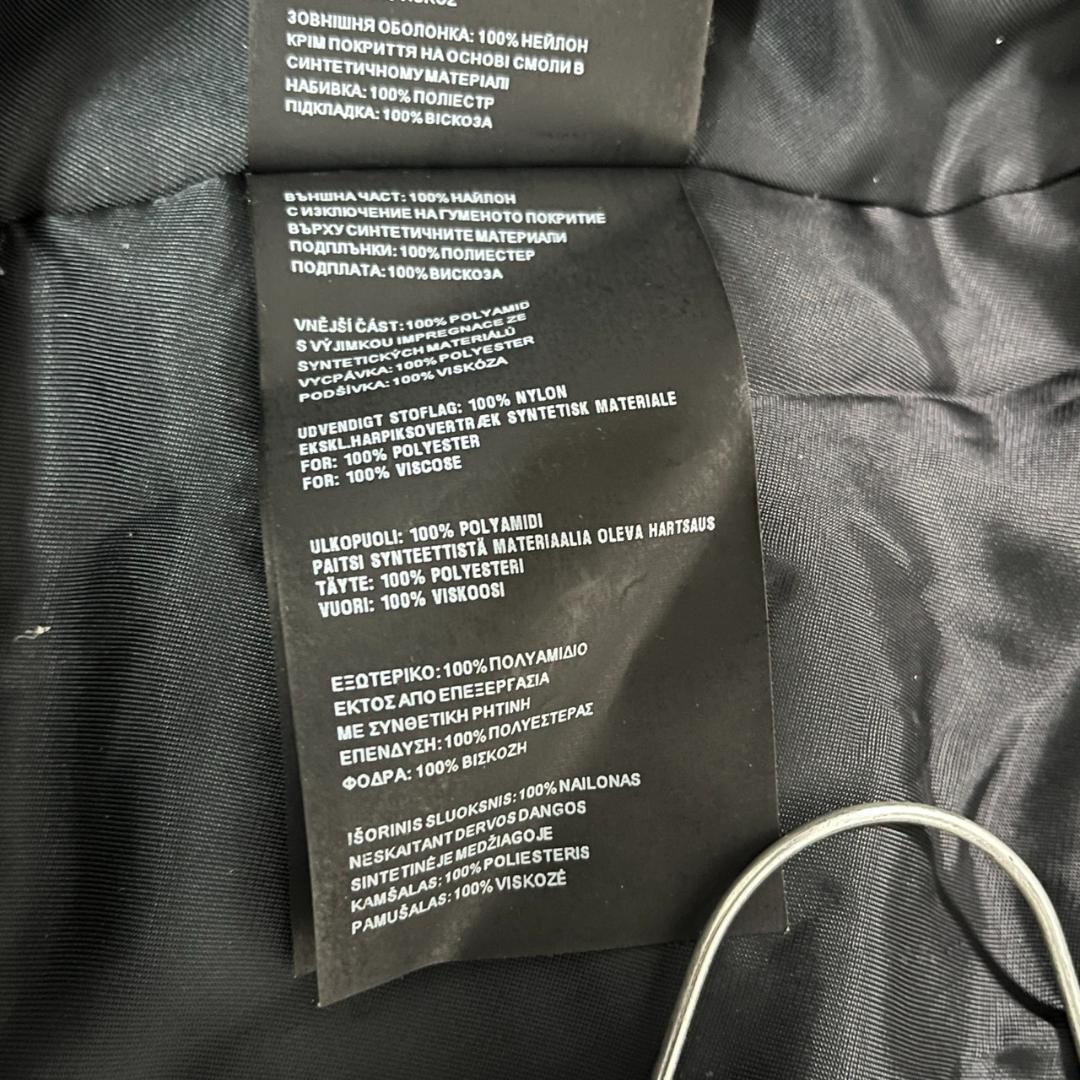 ЗОВНІШНЯ ОБОЛОНКА: 100% НЕЙЛОН
КРІМ ПОКРИТТЯ НА ОСНОВІ СМОЛИ В
СИНТЕТИЧНОМУ МАТЕРІАЛІ
НАБИВКА: 100% ПОЛІЕСТР
ПІДКЛАДКА: 100% ВІСКОЗА
ВЪНШНА ЧАСТ: 100% НАЙЛОН
С ИЗКЛЮЧЕНИЕ НА ГУМЕНОТО ПОКРИТИЕ
ВЪРХУ СИНТЕТИЧНИТЕ МАТЕРИАЛИ
ПОДПЛЪНКИ: 100% ПОЛИЕСТЕР
ПОДПЛАТА: 100% ВИСКОЗА
VNĚJŠÍ ČÁST: 100% POLYAMID
S VÝJIMKOU IMPREGNACE ZE
SYNTETICKÝCH MATERIÁLŮ
VYCPÁVKA: 100% POLYESTER
PODŠÍVKA: 100% VISKÓZA
UDVENDIGT STOFLAG: 100% NYLON
EKSKL.HARPIKSOVERTRÆK SYNTETISK MATERIALE
FOR: 100% POLYESTER
FOR: 100% VISCOSE
ULKOPUOLI: 100% POLYAMIDI
PAITSI SYNTEETTISTÄ MATERIAALIA OLEVA HARTSAUS
TÄYTE: 100% POLYESTERI
VUORI: 100% VISKOOSI
ΕΞΩΤΕΡΙΚΟ: 100% ΠΟΛΥΑΜΙΔΙΟ
ΕΚΤΟΣ ΑΠΟ ΕΠΕΞΕΡΓΑΣΙΑ
ΜΕ ΣΥΝΘΕΤΙΚΗ ΡΗΤΙΝΗ
ΕΠΕΝΔΥΣΗ: 100% ΠΟΛΥΕΣΤΕΡΑΣ
ΦΟΔΡΑ: 100% ΒΙΣΚΟΖΗ
IŠORINIS SLUOKSNIS: 100% NAILONAS
NESKAITANT DERVOS DANGOS
SINTETINĖJE MEDŽIAGOJE
KAMŠALAS: 100% POLIESTERIS
PAMUŠALAS: 100% VISKOZĖ